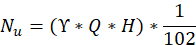 N_u = (ϒ * Q * H) * 1/102